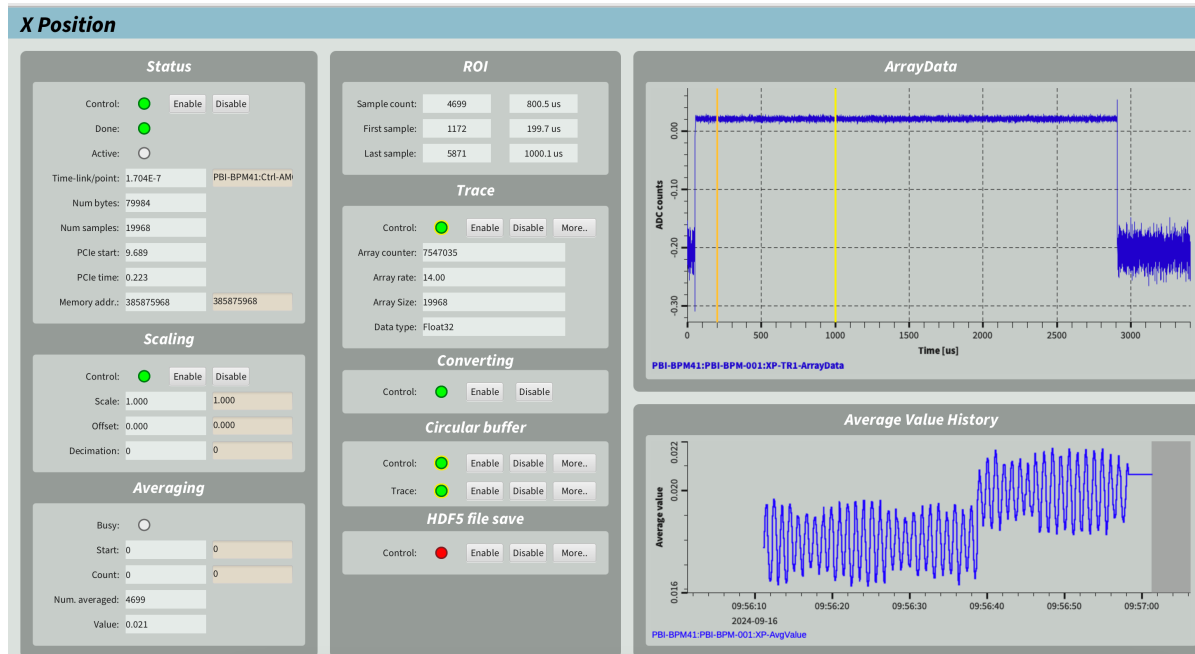 X Position
Status
Control: Enable Disable
Done:
Active:
Time-link/point: 1.704E-7 PBI-BPM41:Ctrl-AM
Num bytes: 79984
Num samples: 19968
PCIe start: 9.689
PCIe time: 0.223
Memory addr.: 385875968 385875968
Scaling
Control: Enable Disable
Scale: 1.000 1.000
Offset: 0.000 0.000
Decimation: 0 0
Averaging
Busy:
Start: 0 0
Count: 0 0
Num. averaged: 4699
Value: 0.021
ROI
Sample count: 4699 800.5 us
First sample: 1172 199.7 us
Last sample: 5871 1000.1 us
Trace
Control: Enable Disable More..
Array counter: 7547035
Array rate: 14.00
Array Size: 19968
Data type: Float32
Converting
Control: Enable Disable
Circular buffer
Control: Enable Disable More..
Trace: Enable Disable More..
HDF5 file save
Control: Enable Disable More..
ArrayData
ADC counts
0.00
-0.10
-0.20
-0.30
0 500 1000 1500 2000 2500 3000
Time [us]
PBI-BPM41:PBI-BPM-001:XP-TR1-ArrayData
Average Value History
Average value
0.022
0.020
0.016
09:56:10 09:56:20 09:56:30 09:56:40 09:56:50 09:57:00
2024-09-16
PBI-BPM41:PBI-BPM-001:XP-AvgValue